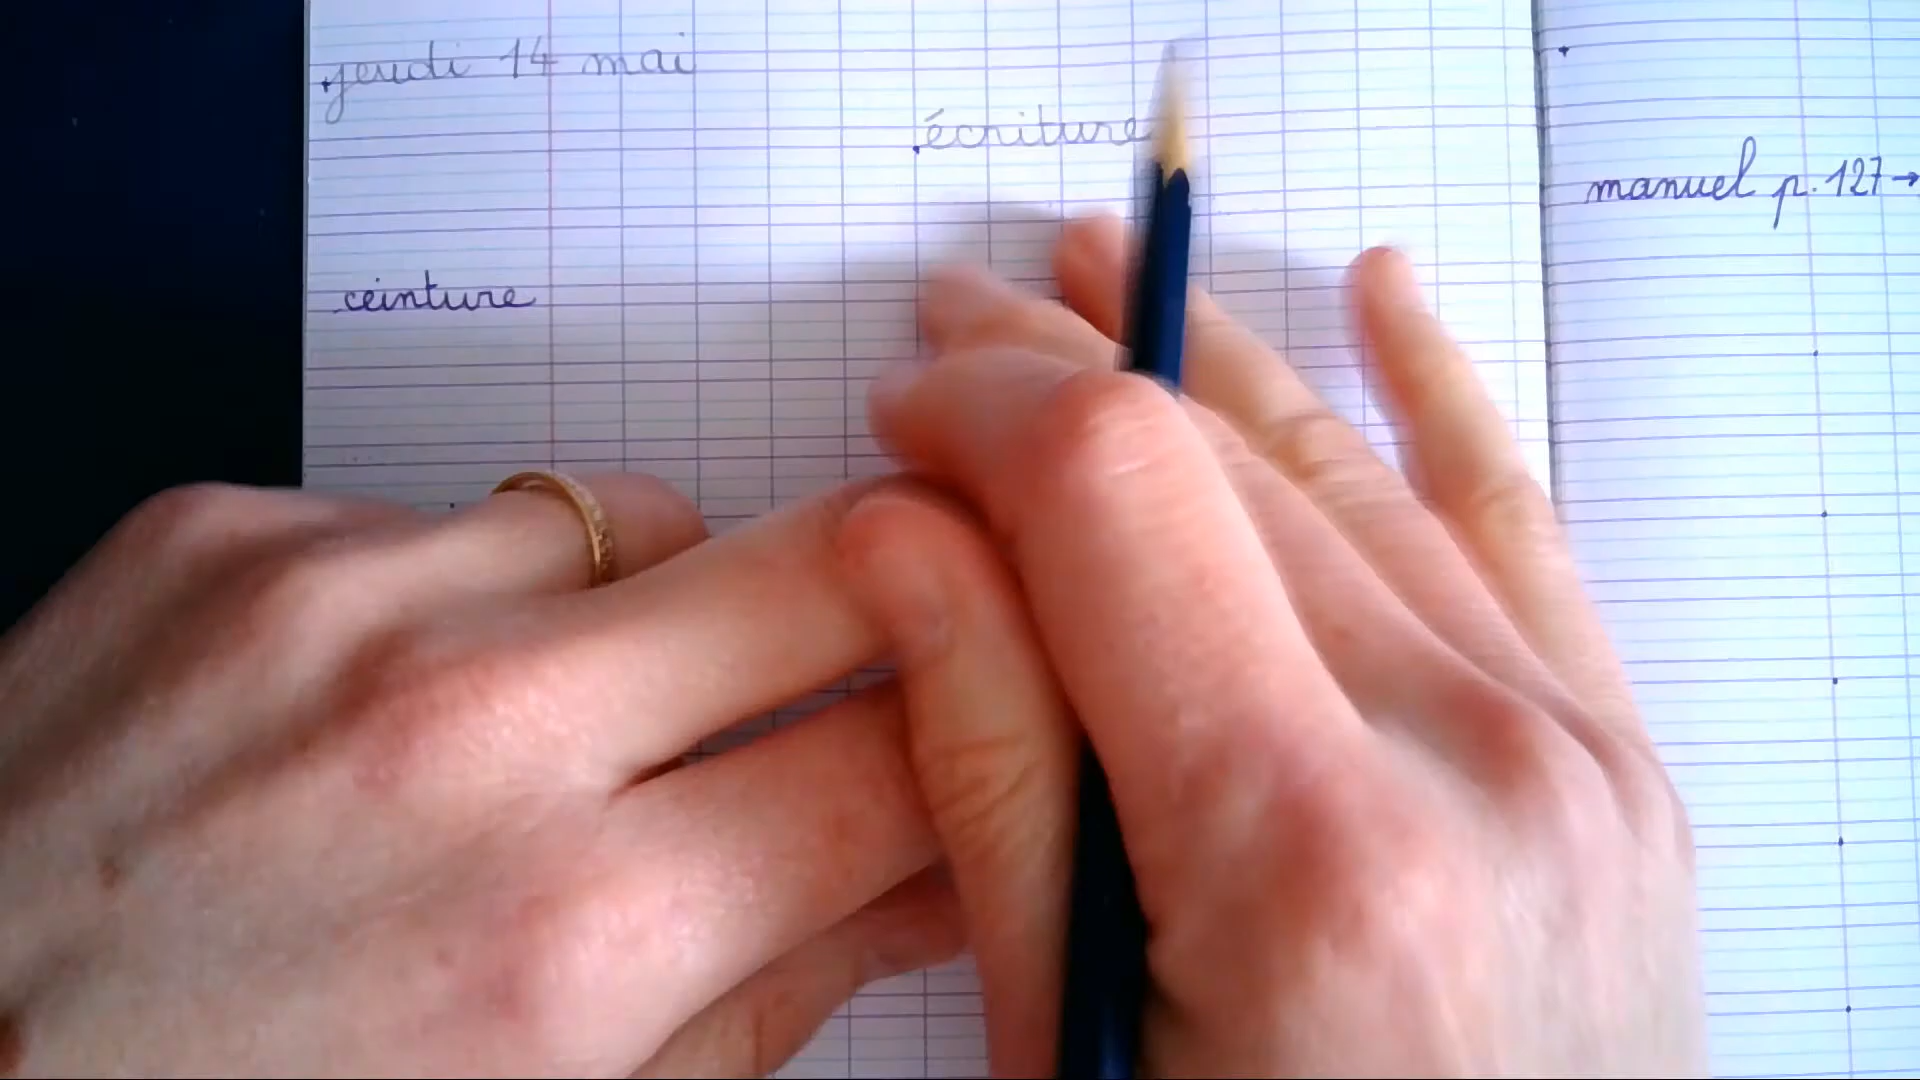 jeudi 14 mai
écriture
ceinture
manuel p. 127 →